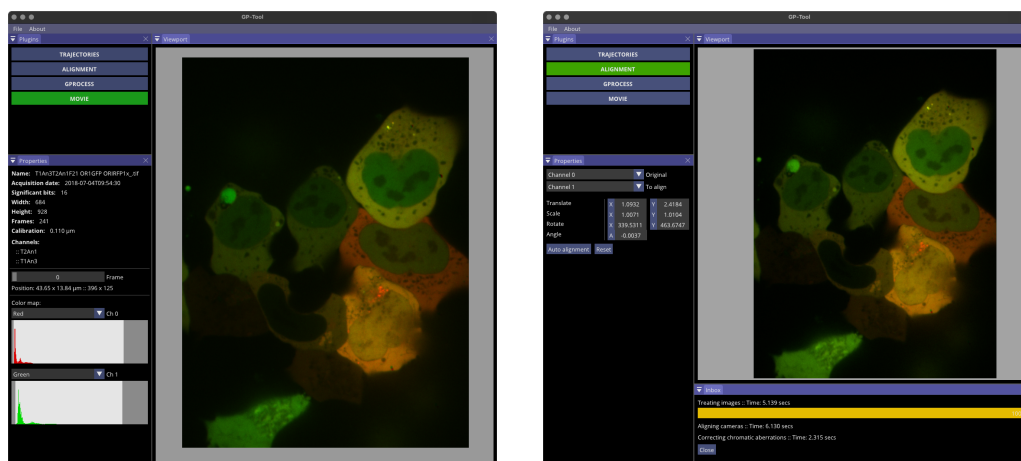 GP-Tool
File About
Plugins
Viewport
TRAJECTORIES
ALIGNMENT
GPROCESS
MOVIE
Properties
Name: T1An3T2An1F21 OR1GFP ORIRFP1x_.tif
Acquisition date: 2018-07-04T09:54:30
Significant bits: 16
Width: 684
Height: 928
Frames: 241
Calibration: 0.110 µm
Channels:
:: T2An1
:: T1An3
0 Frame
Position: 43.65 x 13.84 µm :: 396 x 125
Color map:
Red Ch 0
Green Ch 1
GP-Tool
File About
Plugins
Viewport
TRAJECTORIES
ALIGNMENT
GPROCESS
MOVIE
Properties
Channel 0 Original
Channel 1 To align
Translate X 1.0932 Y 2.4184
Scale X 1.0071 Y 1.0104
Rotate X 339.5311 Y 463.6747
Angle A -0.0037
Auto alignment Reset
Inbox
Treating images :: Time: 5.139 secs
Aligning cameras :: Time: 6.130 secs
Correcting chromatic aberrations :: Time: 2.315 secs
Close